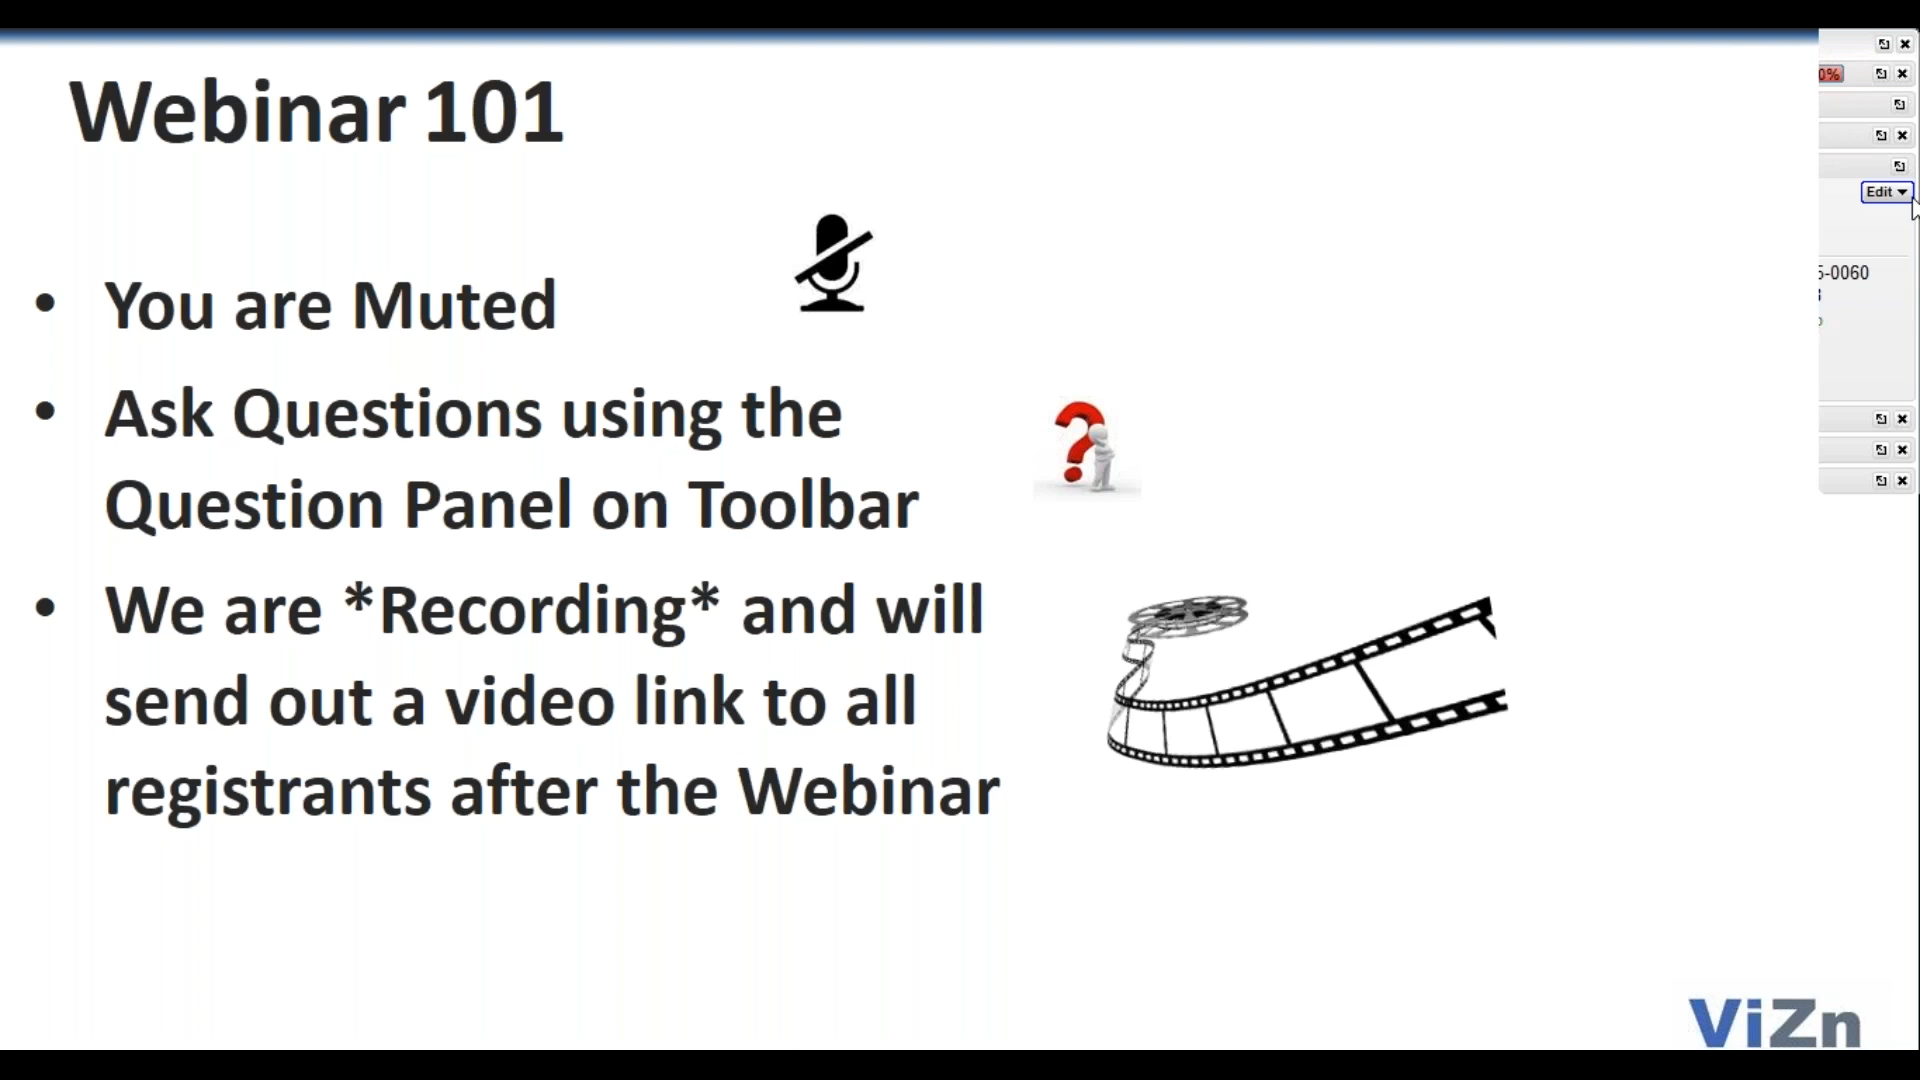 Webinar 101
• You are Muted
• Ask Questions using the
Question Panel on Toolbar
• We are *Recording* and will
send out a video link to all
registrants after the Webinar
0%
Edit
5-0060
ViZn